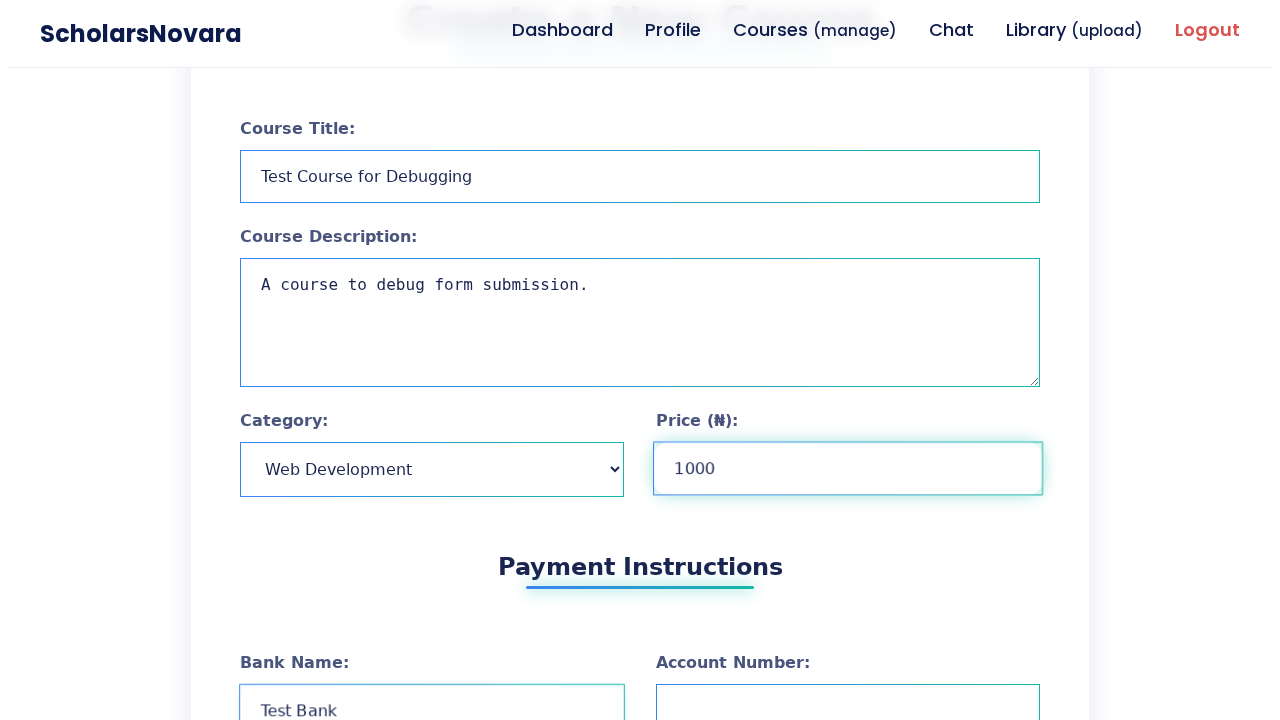 ScholarsNovara
Dashboard Profile Courses (manage) Chat Library (upload) Logout
Course Title:
Test Course for Debugging
Course Description:
A course to debug form submission.
Category: Price (₦):
Web Development 1000
Payment Instructions
Bank Name: Account Number:
Test Bank